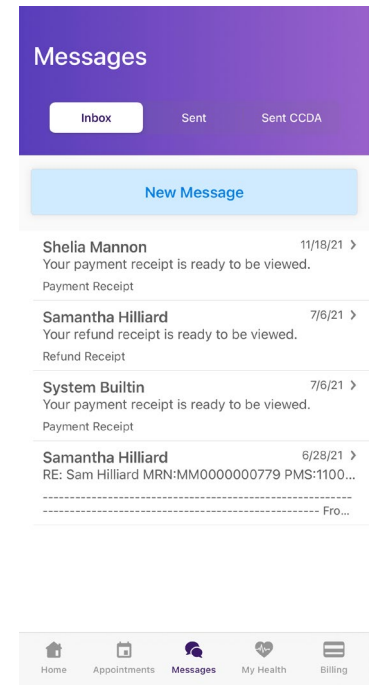 Messages
Inbox Sent Sent CCDA
New Message
Shelia Mannon 11/18/21
Your payment receipt is ready to be viewed.
Payment Receipt
Samantha Hilliard 7/6/21
Your refund receipt is ready to be viewed.
Refund Receipt
System Builtin 7/6/21
Your payment receipt is ready to be viewed.
Payment Receipt
Samantha Hilliard 6/28/21
RE: Sam Hilliard MRN:MM0000000779 PMS:1100...
----------------------------------------------------------
---------------------------------------------------- Fro...
Home Appointments Messages My Health Billing